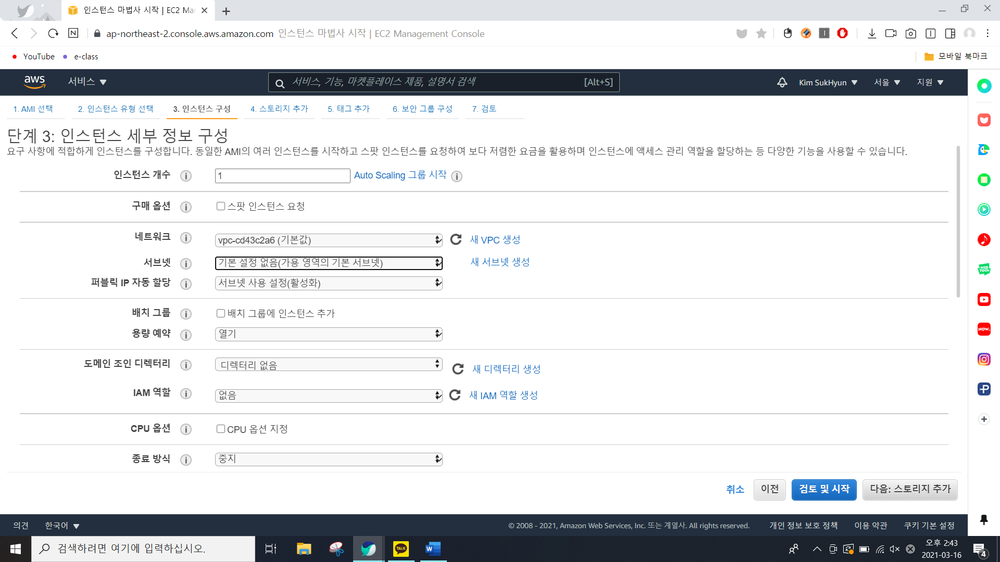 인스턴스 마법사 시작 | EC2 Ma
ap-northeast-2.console.aws.amazon.com 인스턴스 마법사 시작 | EC2 Management Console
YouTube e-class 모바일 북마크
aws 서비스 서비스, 기능, 마켓플레이스 제품, 설명서 검색 [Alt+S] Kim SukHyun 서울 지원
1. AMI 선택 2. 인스턴스 유형 선택 3. 인스턴스 구성 4. 스토리지 추가 5. 태그 추가 6. 보안 그룹 구성 7. 검토
단계 3: 인스턴스 세부 정보 구성
요구 사항에 적합하게 인스턴스를 구성합니다. 동일한 AMI의 여러 인스턴스를 시작하고 스팟 인스턴스를 요청하여 보다 저렴한 요금을 활용하며 인스턴스에 액세스 관리 역할을 할당하는 등 다양한 기능을 사용할 수 있습니다.
인스턴스 개수 1 Auto Scaling 그룹 시작
구매 옵션 스팟 인스턴스 요청
네트워크 vpc-cd43c2a6 (기본값) 새 VPC 생성
서브넷 기본 설정 없음(가용 영역의 기본 서브넷) 새 서브넷 생성
퍼블릭 IP 자동 할당 서브넷 사용 설정(활성화)
배치 그룹 배치 그룹에 인스턴스 추가
용량 예약 열기
도메인 조인 디렉터리 디렉터리 없음 새 디렉터리 생성
IAM 역할 없음 새 IAM 역할 생성
CPU 옵션 CPU 옵션 지정
종료 방식 중지
취소 이전 검토 및 시작 다음: 스토리지 추가
의견 한국어 © 2008 - 2021, Amazon Web Services, Inc. 또는 계열사. All rights reserved. 개인 정보 보호 정책 이용 약관 쿠키 기본 설정
WEB TOON
NOW.
검색하려면 여기에 입력하십시오.
TALK
오후 2:43
2021-03-16
4